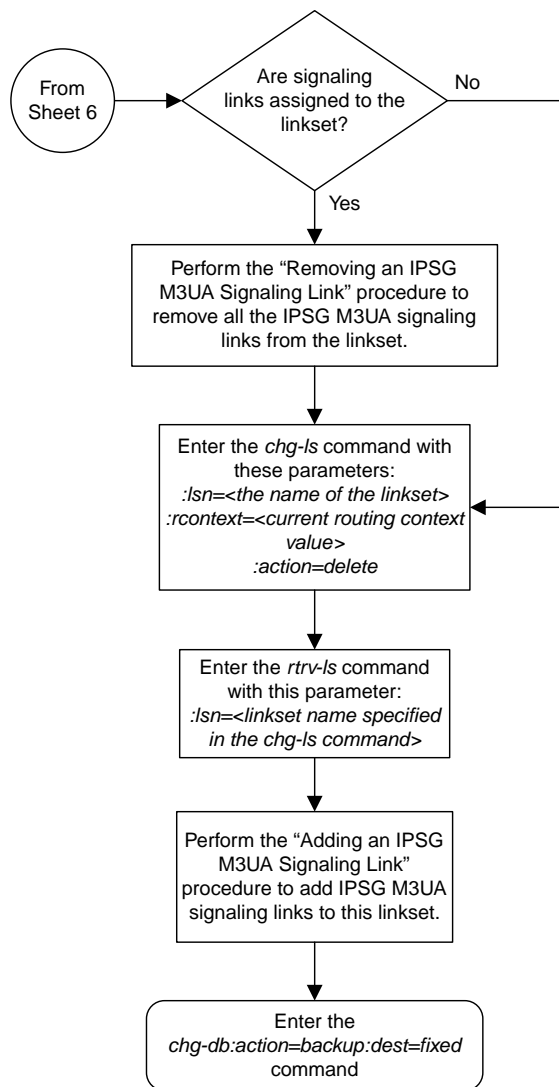 From
Sheet 6
Are signaling
links assigned to the
linkset?
No
Yes
Perform the “Removing an IPSG
M3UA Signaling Link” procedure to
remove all the IPSG M3UA signaling
links from the linkset.
Enter the chg-ls command with
these parameters:
:lsn=<the name of the linkset>
:rcontext=<current routing context
value>
:action=delete
Enter the rtrv-ls command
with this parameter:
:lsn=<linkset name specified
in the chg-ls command>
Perform the “Adding an IPSG
M3UA Signaling Link”
procedure to add IPSG M3UA
signaling links to this linkset.
Enter the
chg-db:action=backup:dest=fixed
command